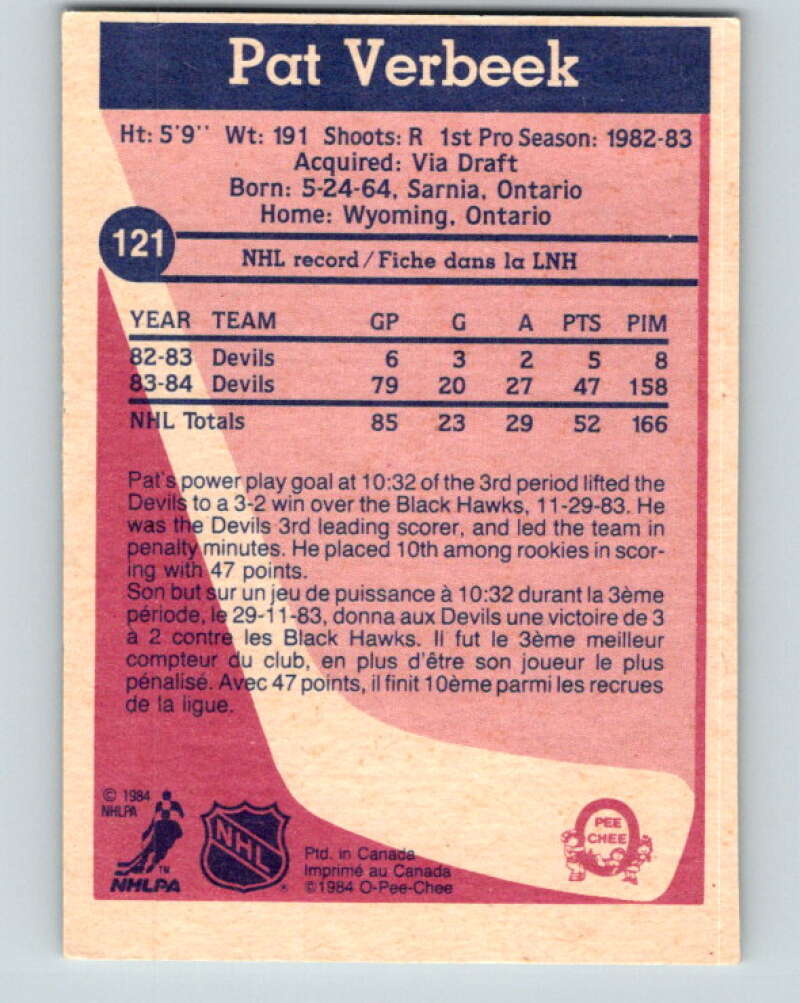 Pat Verbeek
Ht: 5'9'' Wt: 191 Shoots: R 1st Pro Season: 1982-83
Acquired: Via Draft
Born: 5-24-64, Sarnia, Ontario
Home: Wyoming, Ontario
121
NHL record/Fiche dans la LNH
YEAR TEAM GP G A PTS PIM
82-83 Devils 6 3 2 5 8
83-84 Devils 79 20 27 47 158
NHL Totals 85 23 29 52 166
Pat's power play goal at 10:32 of the 3rd period lifted the
Devils to a 3-2 win over the Black Hawks, 11-29-83. He
was the Devils 3rd leading scorer, and led the team in
penalty minutes. He placed 10th among rookies in scor-
ing with 47 points.
Son but sur un jeu de puissance à 10:32 durant la 3ème
période, le 29-11-83, donna aux Devils une victoire de 3
à 2 contre les Black Hawks. Il fut le 3ème meilleur
compteur du club, en plus d'être son joueur le plus
pénalisé. Avec 47 points, il finit 10ème parmi les recrues
de la ligue.
© 1984
NHLPA
TM
NHLPA
NHL
®
Ptd. in Canada
Imprimé au Canada
©1984 O-Pee-Chee
PEE
CHEE